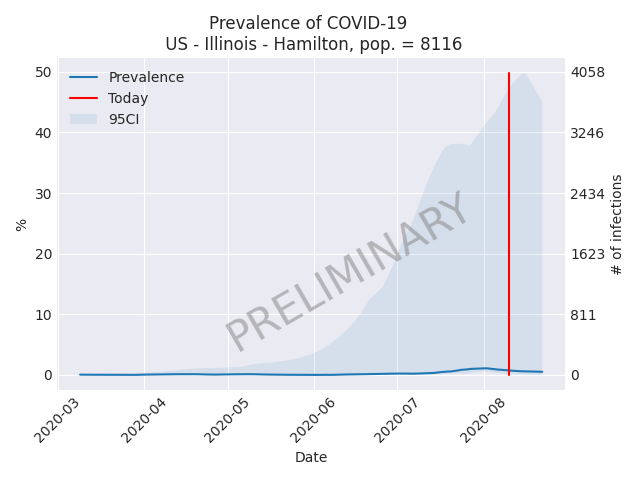 Prevalence of COVID-19
US - Illinois - Hamilton, pop. = 8116
Prevalence
Today
95CI
50
40
30
20
10
0
%
4058
3246
2434
1623
811
0
# of infections
PRELIMINARY
2020-03
2020-04
2020-05
2020-06
2020-07
2020-08
Date